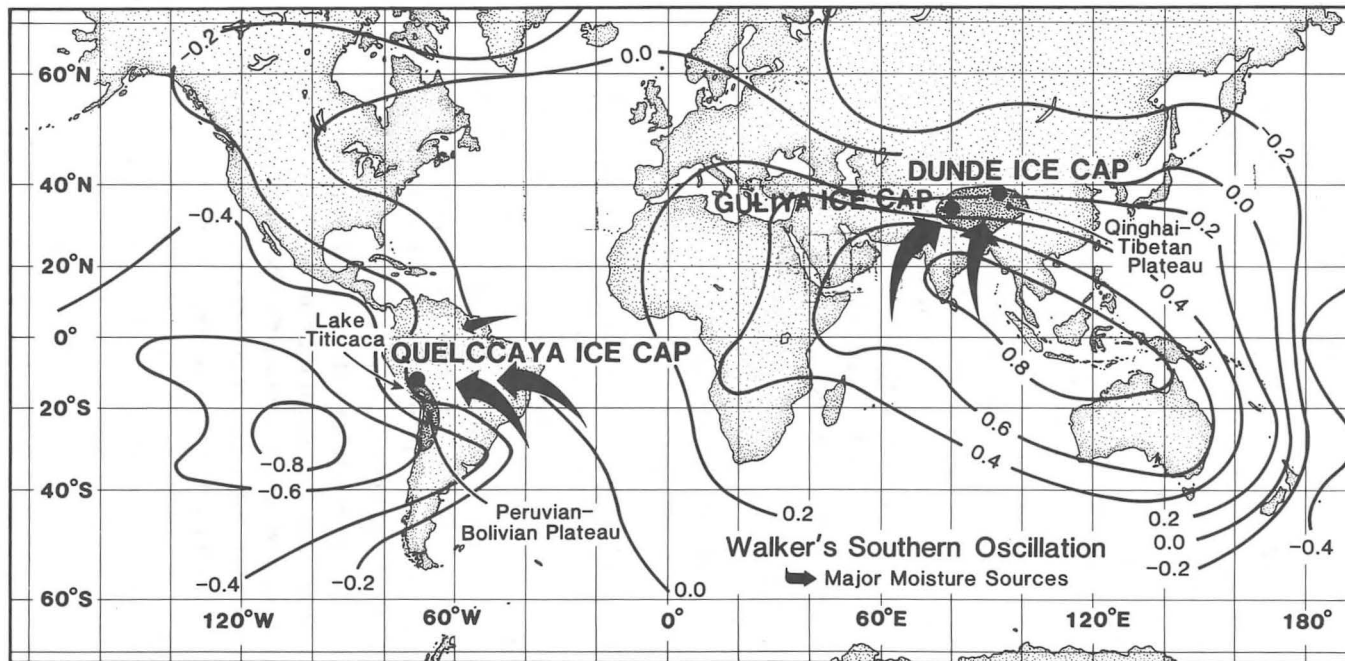 -0.2
0.0
60°N
DUNDE ICE CAP
-0.2
40°N
GULIYA ICE CAP
0.0
-0.4
0.2
Qinghai-
Tibetan
Plateau
20°N
0.4
Lake
Titicaca
0°
QUELCCAYA ICE CAP
0.8
20°S
0.6
-0.8
0.4
40°S
-0.6
Peruvian-
Bolivian Plateau
0.2
0.2
-0.4
Walker's Southern Oscillation
0.0
-0.4
-0.2
Major Moisture Sources
-0.2
0.0
60°S
120°W
60°W
0°
60°E
120°E
180°